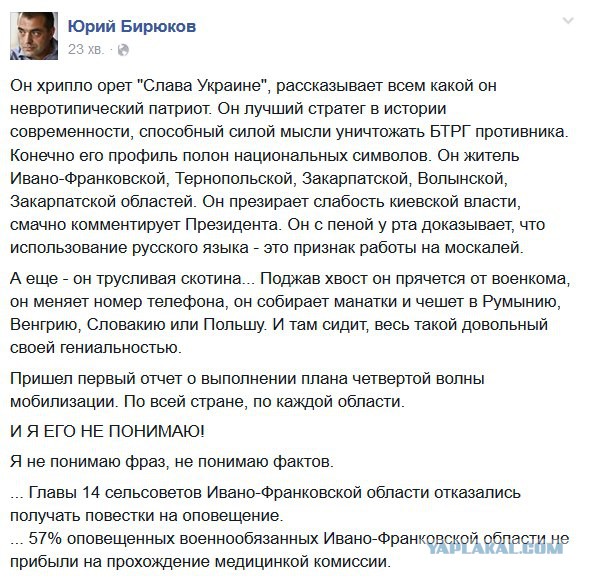 Юрий Бирюков
23 хв. ·
Он хрипло орет "Слава Украине", рассказывает всем какой он
невротипический патриот. Он лучший стратег в истории
современности, способный силой мысли уничтожать БТРГ противника.
Конечно его профиль полон национальных символов. Он житель
Ивано-Франковской, Тернопольской, Закарпатской, Волынской,
Закарпатской областей. Он презирает слабость киевской власти,
смачно комментирует Президента. Он с пеной у рта доказывает, что
использование русского языка - это признак работы на москалей.
А еще - он трусливая скотина... Поджав хвост он прячется от военкома,
он меняет номер телефона, он собирает манатки и чешет в Румынию,
Венгрию, Словакию или Польшу. И там сидит, весь такой довольный
своей гениальностью.
Пришел первый отчет о выполнении плана четвертой волны
мобилизации. По всей стране, по каждой области.
И Я ЕГО НЕ ПОНИМАЮ!
Я не понимаю фраз, не понимаю фактов.
... Главы 14 сельсоветов Ивано-Франковской области отказались
получать повестки на оповещение.
... 57% оповещенных военнообязанных Ивано-Франковской области не
прибыли на прохождение медицинкой комиссии.
YAPLAKAL.COM